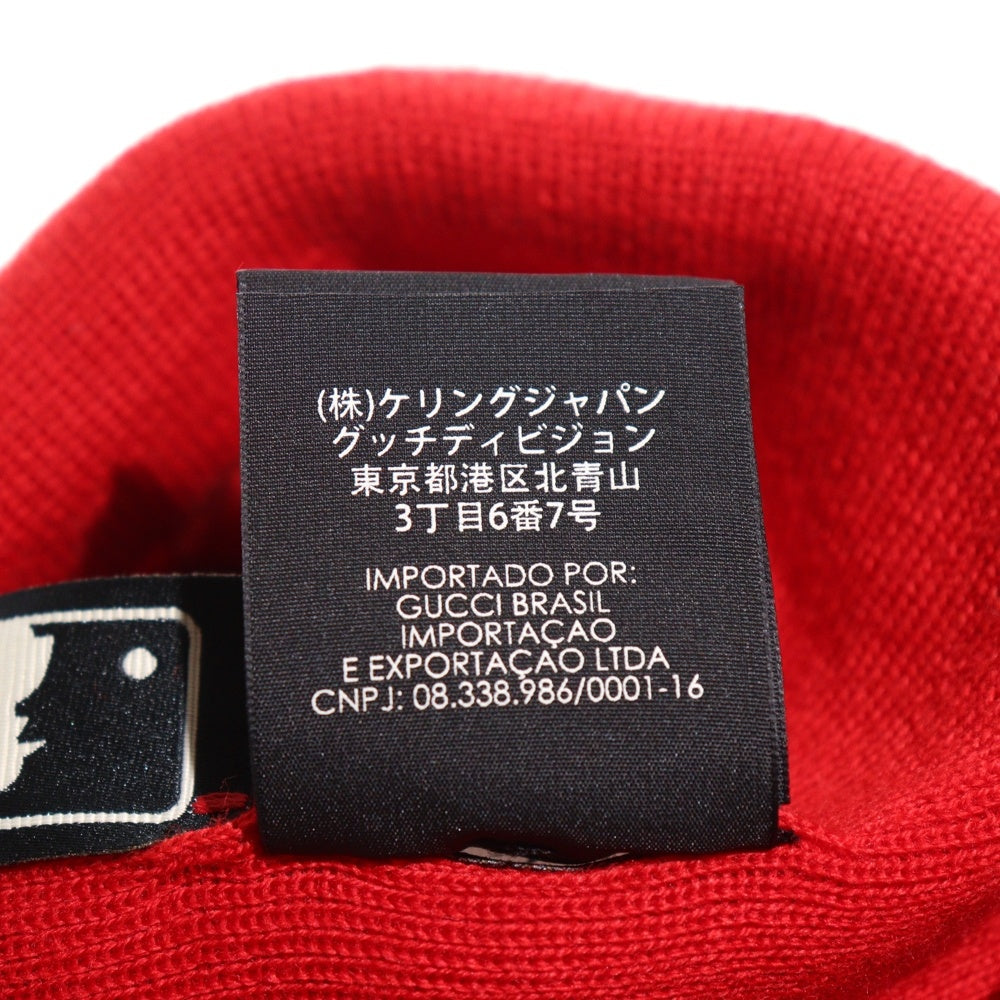 (株)ケリングジャパン
グッチディビジョン
東京都港区北青山
3丁目6番7号
IMPORTADO POR:
GUCCI BRASIL
IMPORTAÇAO
E EXPORTAÇAO LTDA
CNPJ: 08.338.986/0001-16